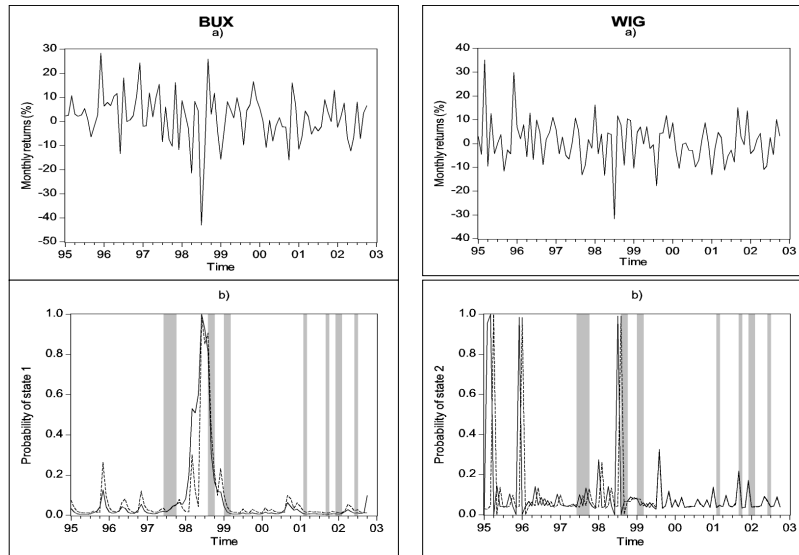 BUX
a)
Monthly returns (%)
30
20
10
0
-10
-20
-30
-40
-50
95 96 97 98 99 00 01 02 03
Time
WIG
a)
Monthly returns (%)
40
30
20
10
0
-10
-20
-30
-40
95 96 97 98 99 00 01 02 03
Time
b)
Probability of state 1
1.0
0.8
0.6
0.4
0.2
0.0
95 96 97 98 99 00 01 02 03
Time
b)
Probability of state 2
1.0
0.8
0.6
0.4
0.2
0.0
95 96 97 98 99 00 01 02 03
Time